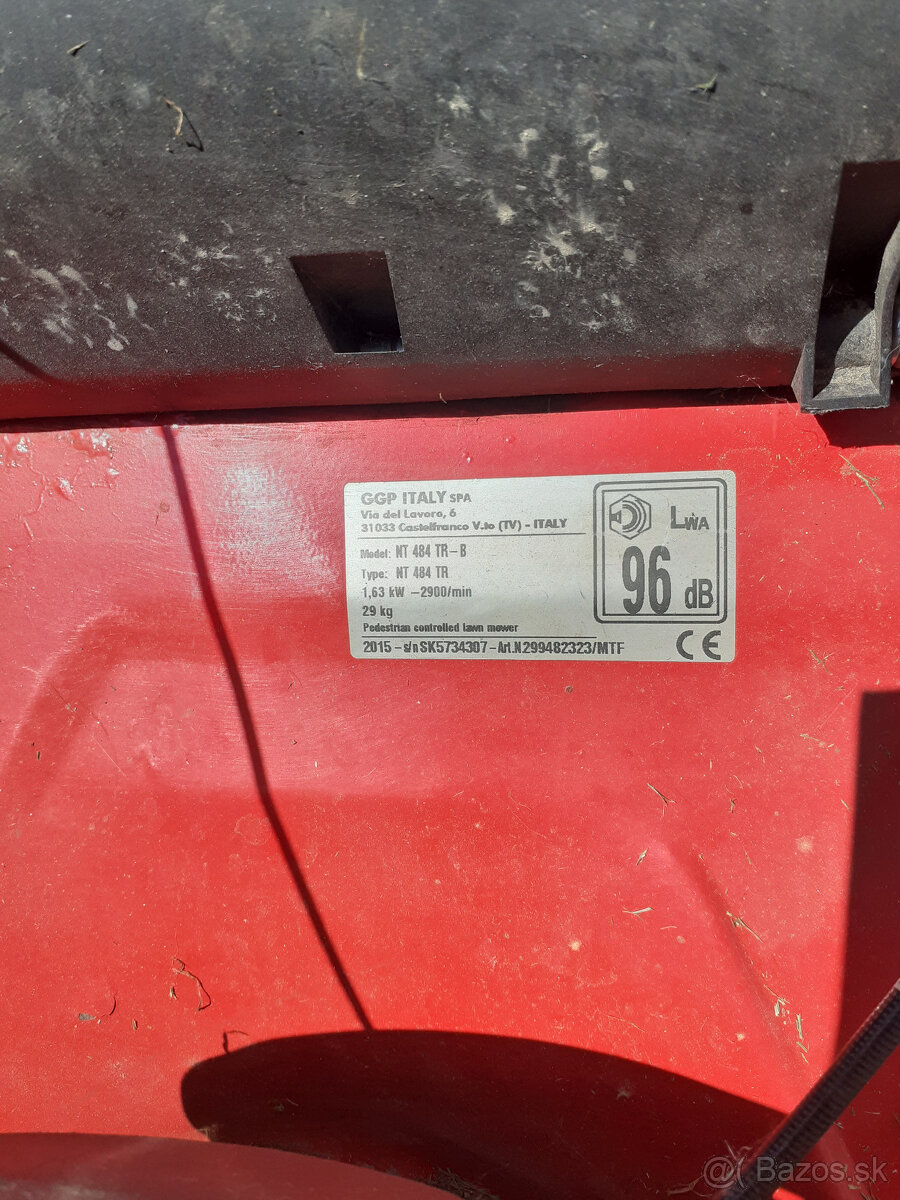 GGP ITALY SPA
Via del Lavoro, 6
31033 Castelfranco V.to (TV) - ITALY
Model: NT 484 TR-B
Type: NT 484 TR
1,63 kW -2900/min
29 kg
Pedestrian controlled lawn mower
2015 - s/n SK5734307 - Art.N.299482323/MTF
LWA
96 dB
CE
@ Bazos.sk